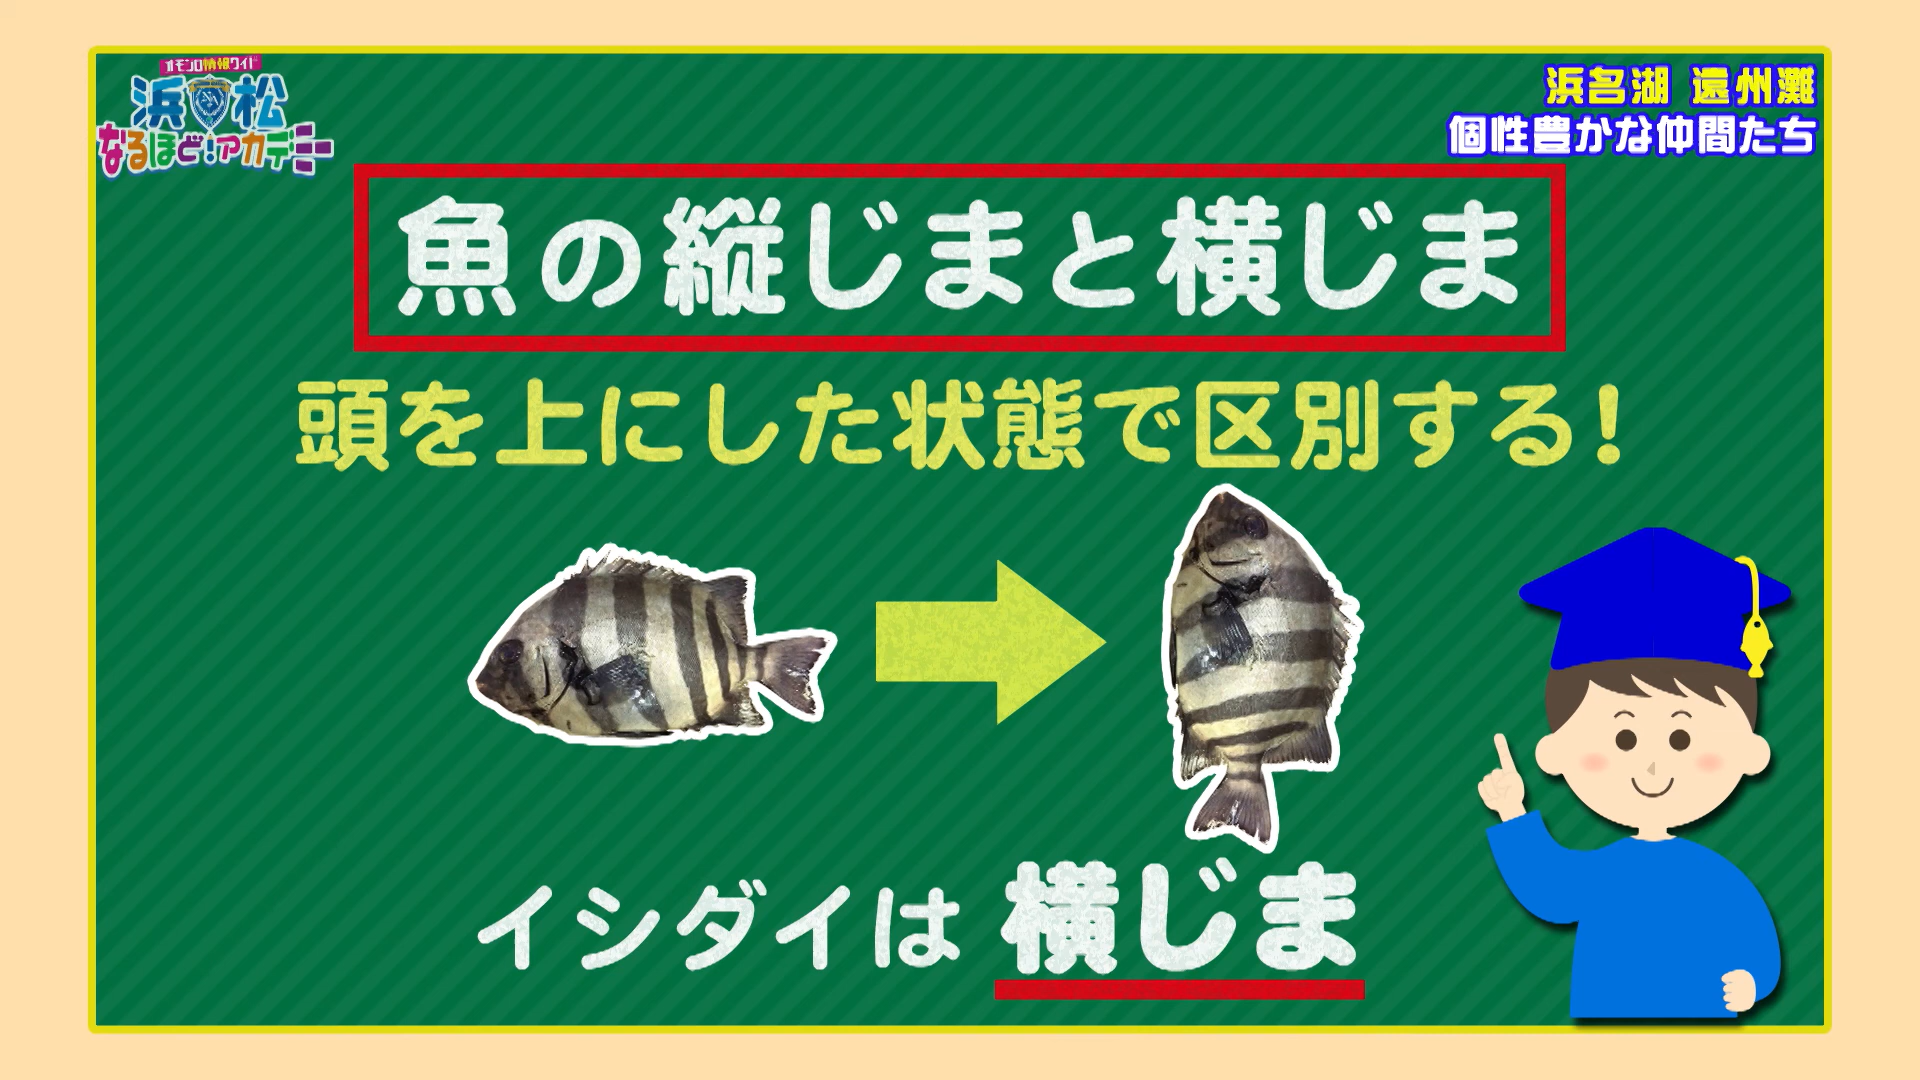 オモシロ情報ワイド
浜松
なるほど!アカデミー
浜名湖 遠州灘
個性豊かな仲間たち
魚の縦じまと横じま
頭を上にした状態で区別する!
イシダイは 横じま